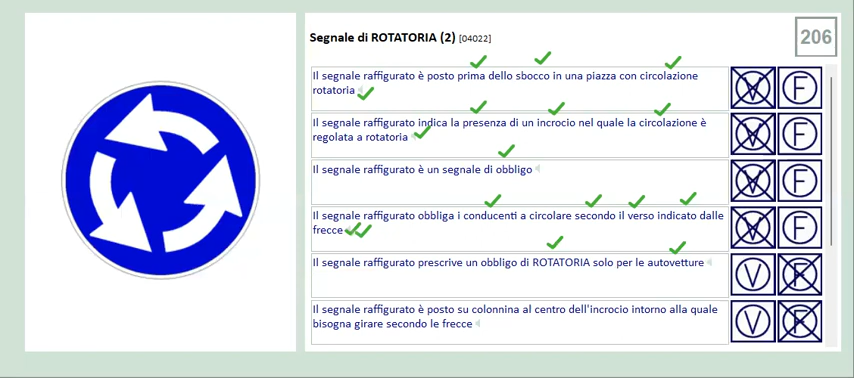 Segnale di ROTATORIA (2) [04022]
206
Il segnale raffigurato è posto prima dello sbocco in una piazza con circolazione
rotatoria
V F
Il segnale raffigurato indica la presenza di un incrocio nel quale la circolazione è
regolata a rotatoria
V F
Il segnale raffigurato è un segnale di obbligo
V F
Il segnale raffigurato obbliga i conducenti a circolare secondo il verso indicato dalle
frecce
V F
Il segnale raffigurato prescrive un obbligo di ROTATORIA solo per le autovetture
V F
Il segnale raffigurato è posto su colonnina al centro dell'incrocio intorno alla quale
bisogna girare secondo le frecce
V F